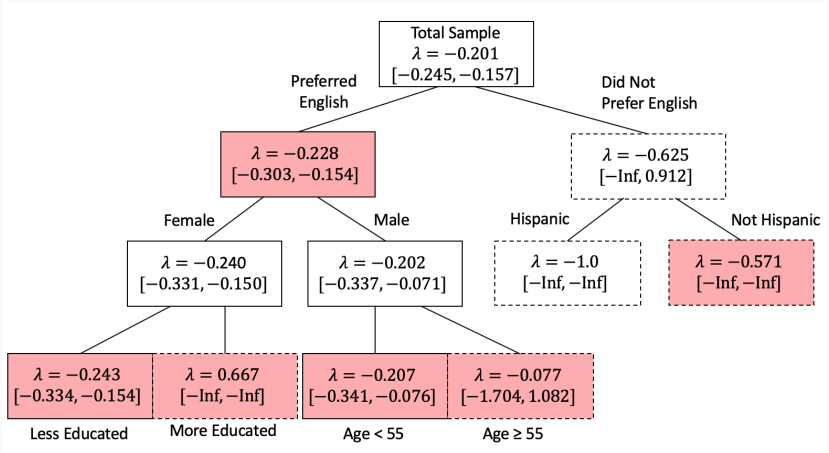 Total Sample
λ = −0.201
[−0.245, −0.157]
Preferred
English
Did Not
Prefer English
λ = −0.228
[−0.303, −0.154]
λ = −0.625
[−Inf, 0.912]
Female
Male
Hispanic
Not Hispanic
λ = −0.240
[−0.331, −0.150]
λ = −0.202
[−0.337, −0.071]
λ = −1.0
[−Inf, −Inf]
λ = −0.571
[−Inf, −Inf]
λ = −0.243
[−0.334, −0.154]
λ = 0.667
[−Inf, −Inf]
λ = −0.207
[−0.341, −0.076]
λ = −0.077
[−1.704, 1.082]
Less Educated
More Educated
Age < 55
Age ≥ 55